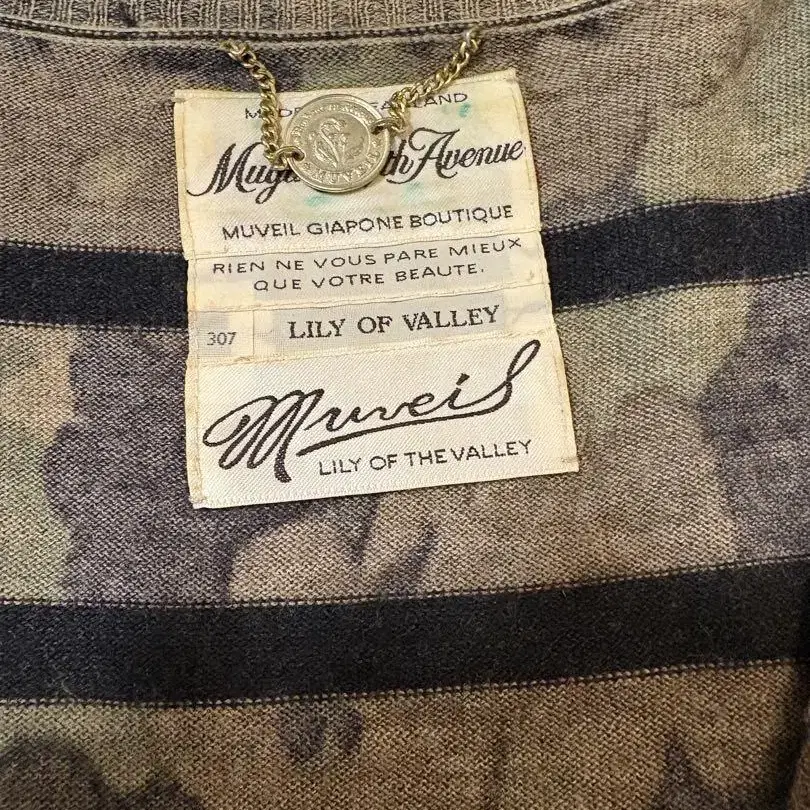 MUVEIL
Avenue
MUVEIL GIAPONE BOUTIQUE
RIEN NE VOUS PARE MIEUX
QUE VOTRE BEAUTE.
307 LILY OF VALLEY
Muveil
LILY OF THE VALLEY